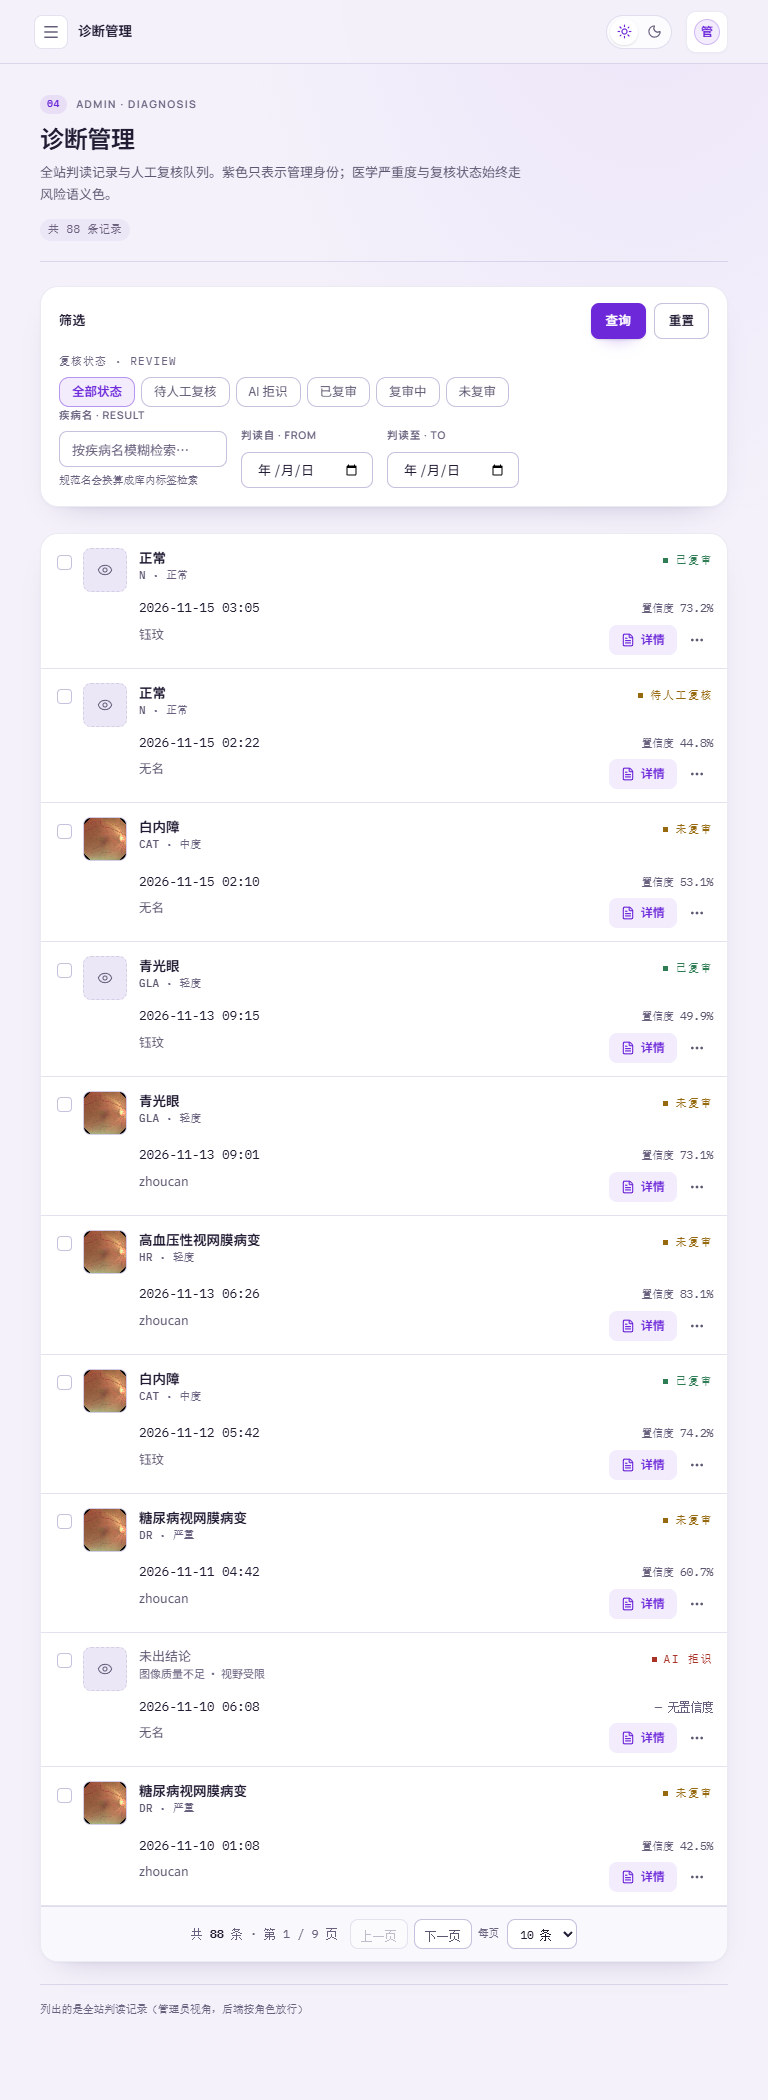 诊断管理
管
04 ADMIN · DIAGNOSIS
诊断管理
全站判读记录与人工复核队列。紫色只表示管理身份；医学严重度与复核状态始终走
风险语义色。
共 88 条记录
筛选
查询 重置
复核状态 · REVIEW
全部状态 待人工复核 AI 拒识 已复审 复审中 未复审
疾病名 · RESULT
判读自 · FROM 判读至 · TO
按疾病名模糊检索…
年 /月/日 年 /月/日
规范名会换算成库内标签检索
正常 已复审
N · 正常
2026-11-15 03:05 置信度 73.2%
钰玟 详情
正常 待人工复核
N · 正常
2026-11-15 02:22 置信度 44.8%
无名 详情
白内障 未复审
CAT · 中度
2026-11-15 02:10 置信度 53.1%
无名 详情
青光眼 已复审
GLA · 轻度
2026-11-13 09:15 置信度 49.9%
钰玟 详情
青光眼 未复审
GLA · 轻度
2026-11-13 09:01 置信度 73.1%
zhoucan 详情
高血压性视网膜病变 未复审
HR · 轻度
2026-11-13 06:26 置信度 83.1%
zhoucan 详情
白内障 已复审
CAT · 中度
2026-11-12 05:42 置信度 74.2%
钰玟 详情
糖尿病视网膜病变 未复审
DR · 严重
2026-11-11 04:42 置信度 60.7%
zhoucan 详情
未出结论 AI 拒识
图像质量不足 · 视野受限
2026-11-10 06:08 — 无置信度
无名 详情
糖尿病视网膜病变 未复审
DR · 严重
2026-11-10 01:08 置信度 42.5%
zhoucan 详情
共 88 条 · 第 1 / 9 页 上一页 下一页 每页 10 条
列出的是全站判读记录（管理员视角，后端按角色放行）